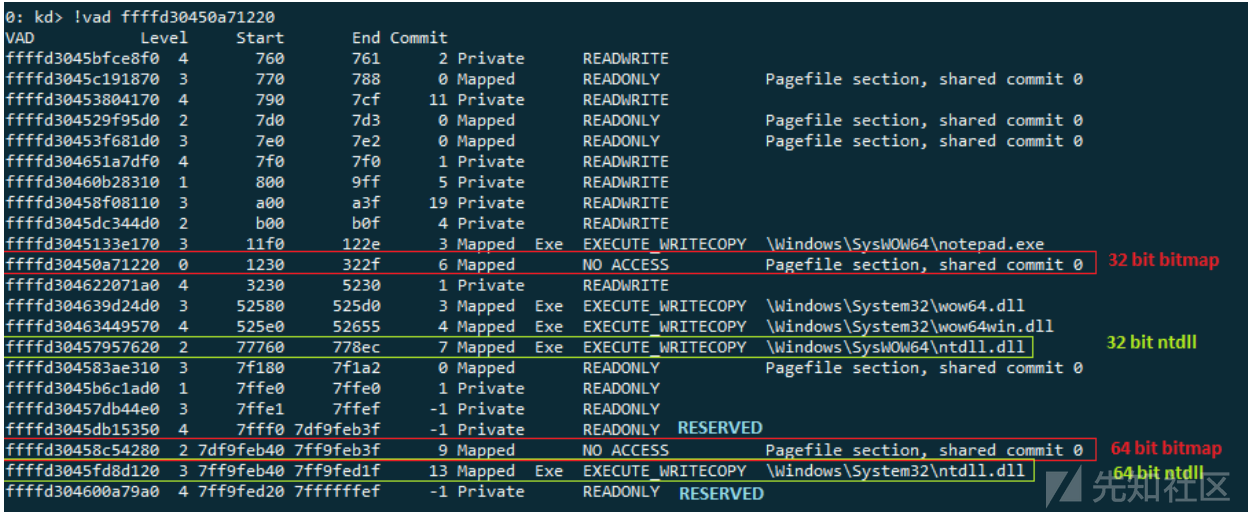 0: kd> !vad ffffd30450a71220
VAD Level Start End Commit
ffffd3045bfce8f0 4 760 761 2 Private READWRITE
ffffd3045c191870 3 770 788 0 Mapped READONLY Pagefile section, shared commit 0
ffffd30453804170 4 790 7cf 11 Private READWRITE
ffffd304529f95d0 2 7d0 7d3 0 Mapped READONLY Pagefile section, shared commit 0
ffffd30453f681d0 3 7e0 7e2 0 Mapped READONLY Pagefile section, shared commit 0
ffffd304651a7df0 4 7f0 7f0 1 Private READWRITE
ffffd30460b28310 1 800 9ff 5 Private READWRITE
ffffd30458f08110 3 a00 a3f 19 Private READWRITE
ffffd3045dc344d0 2 b00 b0f 4 Private READWRITE
ffffd3045133e170 3 11f0 122e 3 Mapped Exe EXECUTE_WRITECOPY \Windows\SysWOW64\notepad.exe
ffffd30450a71220 0 1230 322f 6 Mapped NO ACCESS Pagefile section, shared commit 0 32 bit bitmap
ffffd304622071a0 4 3230 5230 1 Private READWRITE
ffffd304639d24d0 3 52580 525d0 3 Mapped Exe EXECUTE_WRITECOPY \Windows\System32\wow64.dll
ffffd30463449570 4 525e0 52655 4 Mapped Exe EXECUTE_WRITECOPY \Windows\System32\wow64win.dll
ffffd30457957620 2 77760 778ec 7 Mapped Exe EXECUTE_WRITECOPY \Windows\SysWOW64\ntdll.dll 32 bit ntdll
ffffd304583ae310 3 7f180 7f1a2 0 Mapped READONLY Pagefile section, shared commit 0
ffffd3045b6c1ad0 1 7ffe0 7ffe0 1 Private READONLY
ffffd30457db44e0 3 7ffe1 7ffef -1 Private READONLY
ffffd3045db15350 4 7fff0 7df9feb3f -1 Private READONLY RESERVED
ffffd30458c54280 2 7df9feb40 7ff9feb3f 9 Mapped NO ACCESS Pagefile section, shared commit 0 64 bit bitmap
ffffd3045fd8d120 3 7ff9feb40 7ff9fed1f 13 Mapped Exe EXECUTE_WRITECOPY \Windows\System32\ntdll.dll 64 bit ntdll
ffffd304600a79a0 4 7ff9fed20 7ffffffef -1 Private READONLY RESERVED
先知社区